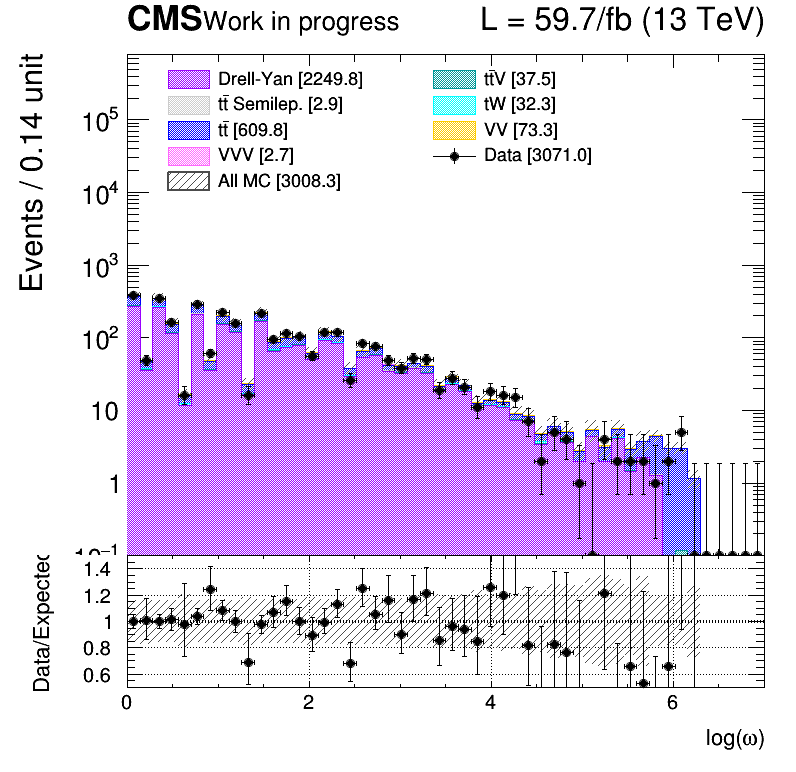 CMS Work in progress L = 59.7/fb (13 TeV)
Events / 0.14 unit
Drell-Yan [2249.8] tt̄V [37.5]
tt̄ Semilep. [2.9] tW [32.3]
tt̄ [609.8] VV [73.3]
VVV [2.7] Data [3071.0]
All MC [3008.3]
10⁵
10⁴
10³
10²
10
1
10⁻¹
Data/Expected
1.4
1.2
1
0.8
0.6
0 2 4 6
log(ω)